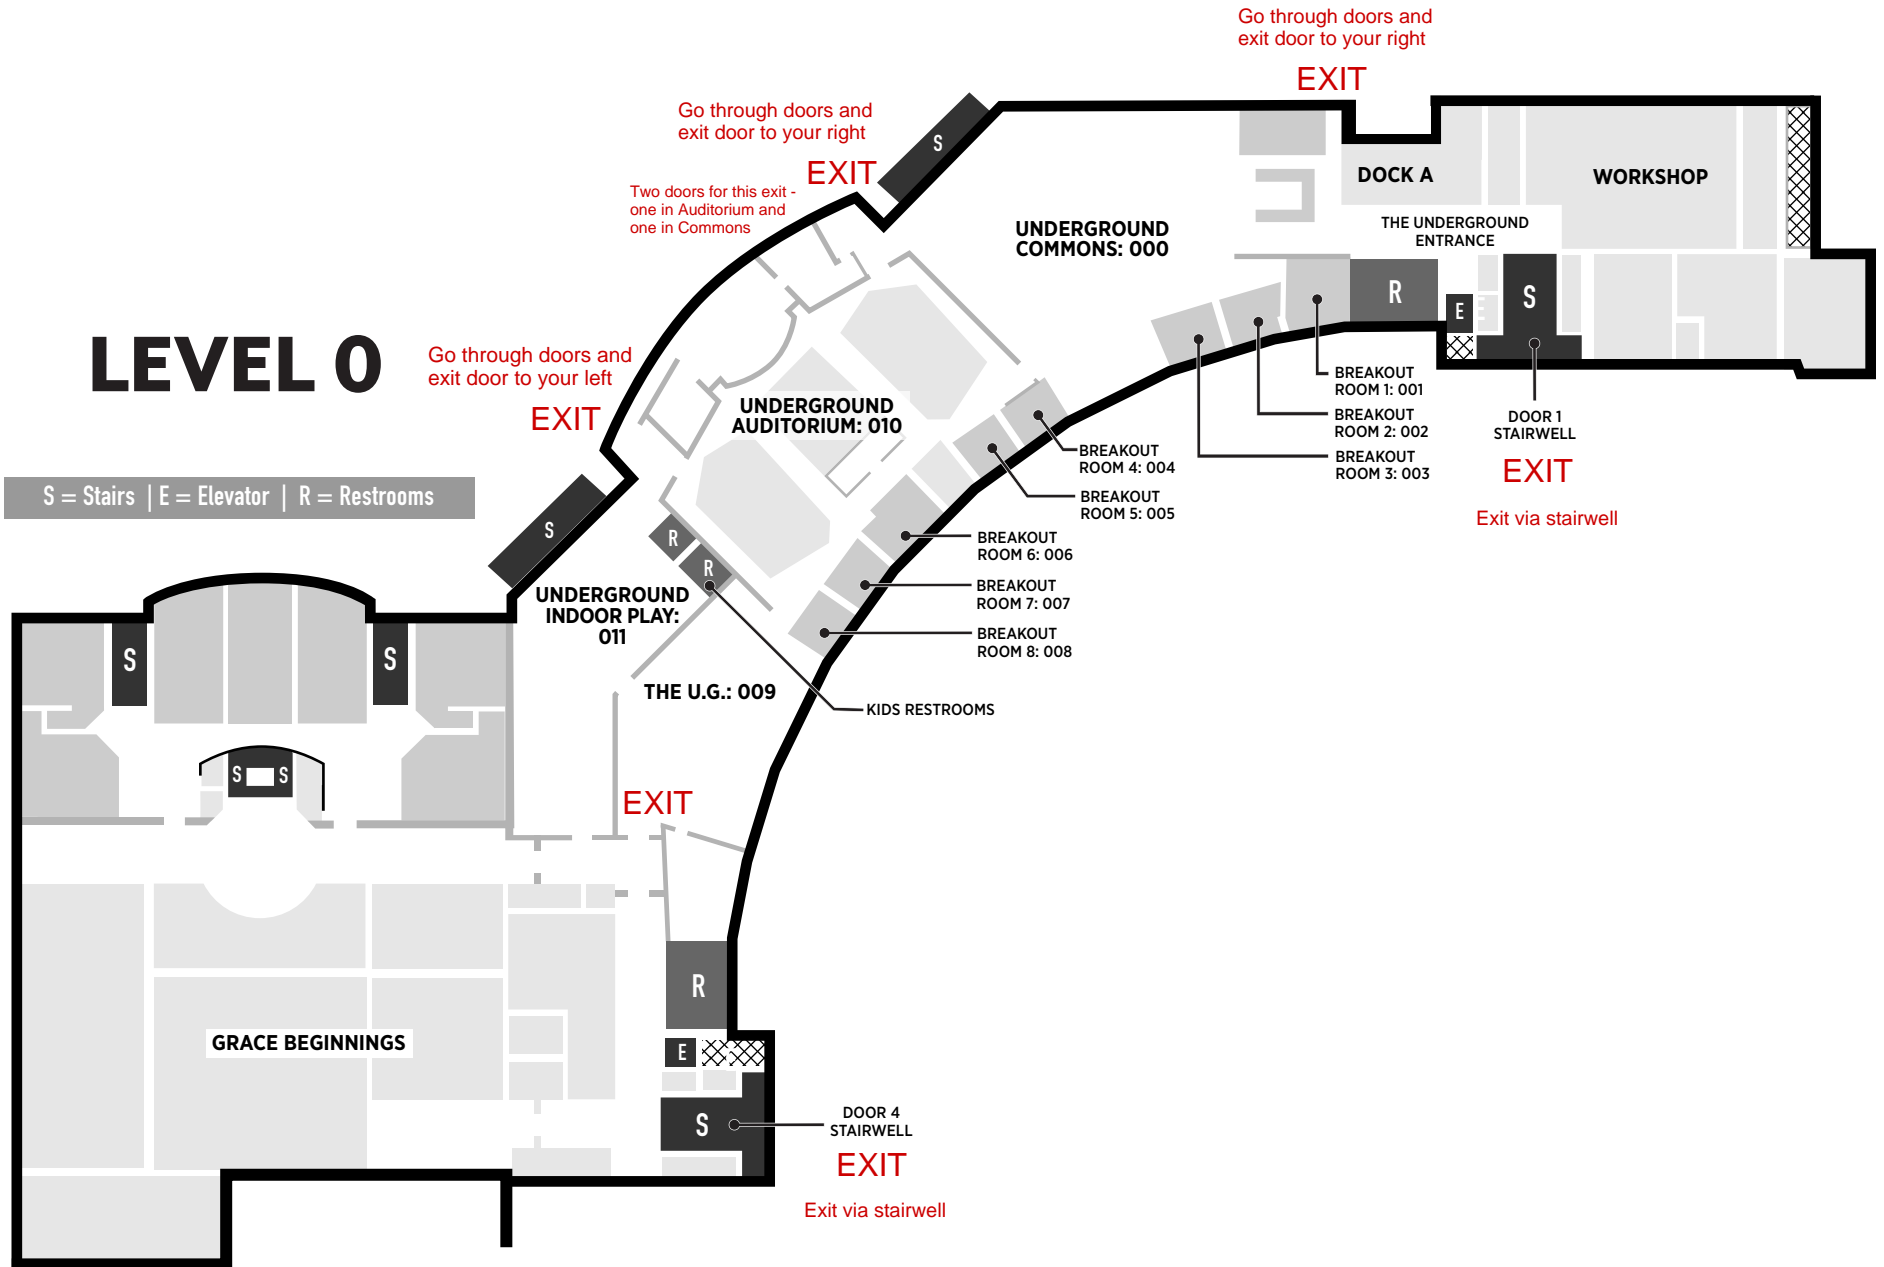 Go through doors and
exit door to your right
EXIT
Go through doors and
exit door to your right
EXIT
Two doors for this exit -
one in Auditorium and
one in Commons
S
DOCK A
WORKSHOP
UNDERGROUND
COMMONS: 000
THE UNDERGROUND
ENTRANCE
R
E
S
E
LEVEL 0
Go through doors and
exit door to your left
EXIT
UNDERGROUND
AUDITORIUM: 010
BREAKOUT
ROOM 1: 001
BREAKOUT
ROOM 2: 002
BREAKOUT
ROOM 3: 003
DOOR 1
STAIRWELL
EXIT
Exit via stairwell
BREAKOUT
ROOM 4: 004
BREAKOUT
ROOM 5: 005
S = Stairs | E = Elevator | R = Restrooms
S
R
R
BREAKOUT
ROOM 6: 006
BREAKOUT
ROOM 7: 007
BREAKOUT
ROOM 8: 008
UNDERGROUND
INDOOR PLAY:
011
S
S
THE U.G.: 009
KIDS RESTROOMS
S
S
EXIT
R
GRACE BEGINNINGS
E
S
DOOR 4
STAIRWELL
EXIT
Exit via stairwell